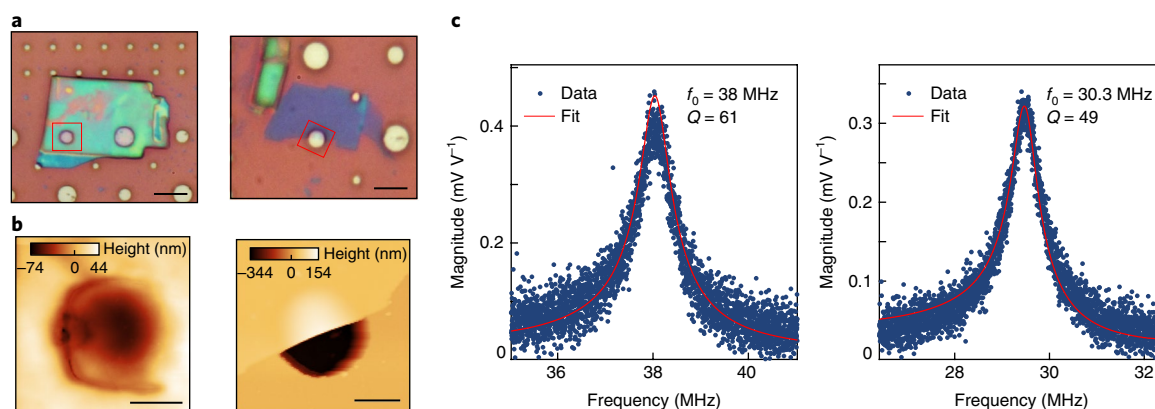 a
b
Height (nm)
–74 0 44
Height (nm)
–344 0 154
c
Data
Fit
f0 = 38 MHz
Q = 61
0.4
0.2
0
Magnitude (mV V⁻¹)
36 38 40
Frequency (MHz)
Data
Fit
f0 = 30.3 MHz
Q = 49
0.3
0.2
0.1
0
Magnitude (mV V⁻¹)
28 30 32
Frequency (MHz)